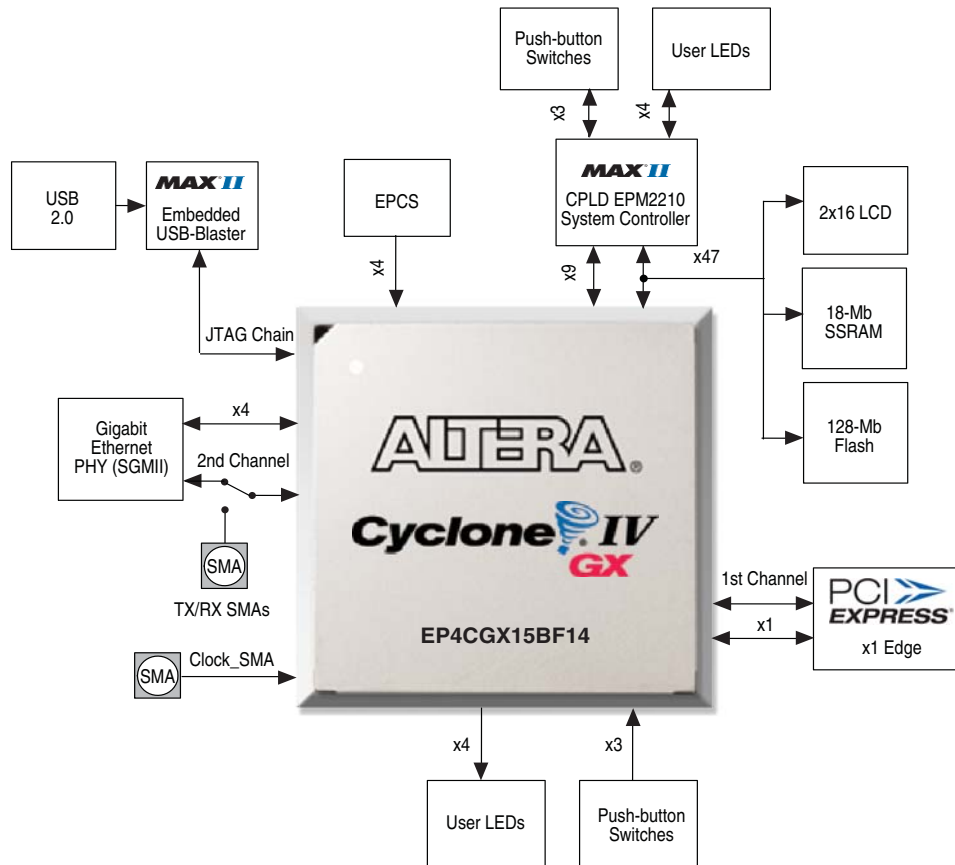 Push-button
Switches
User LEDs
x3
x4
USB
2.0
MAX®II
Embedded
USB-Blaster
EPCS
MAX®II
CPLD EPM2210
System Controller
2x16 LCD
x4
x9
x47
18-Mb
SSRAM
JTAG Chain
128-Mb
Flash
Gigabit
Ethernet
PHY (SGMII)
x4
2nd Channel
ALTERA®
Cyclone® IV
GX
EP4CGX15BF14
SMA
TX/RX SMAs
1st Channel
x1
PCI
EXPRESS®
x1 Edge
SMA
Clock_SMA
x4
x3
User LEDs
Push-button
Switches